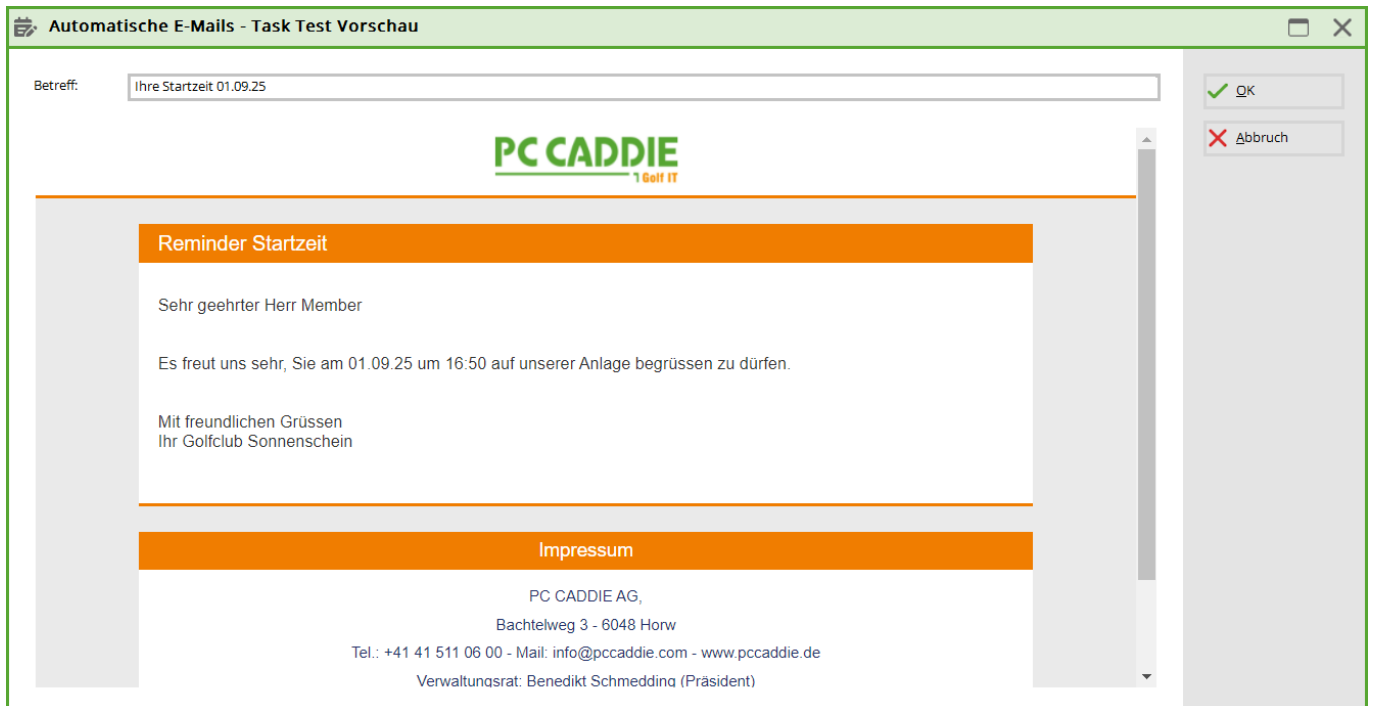 Automatische E-Mails - Task Test Vorschau
Betreff:
Ihre Startzeit 01.09.25
OK
Abbruch
PC CADDIE
Golf IT
Reminder Startzeit
Sehr geehrter Herr Member
Es freut uns sehr, Sie am 01.09.25 um 16:50 auf unserer Anlage begrüssen zu dürfen.
Mit freundlichen Grüssen
Ihr Golfclub Sonnenschein
Impressum
PC CADDIE AG,
Bachtelweg 3 - 6048 Horw
Tel.: +41 41 511 06 00 - Mail: info@pccaddie.com - www.pccaddie.de
Verwaltungsrat: Benedikt Schmedding (Präsident)